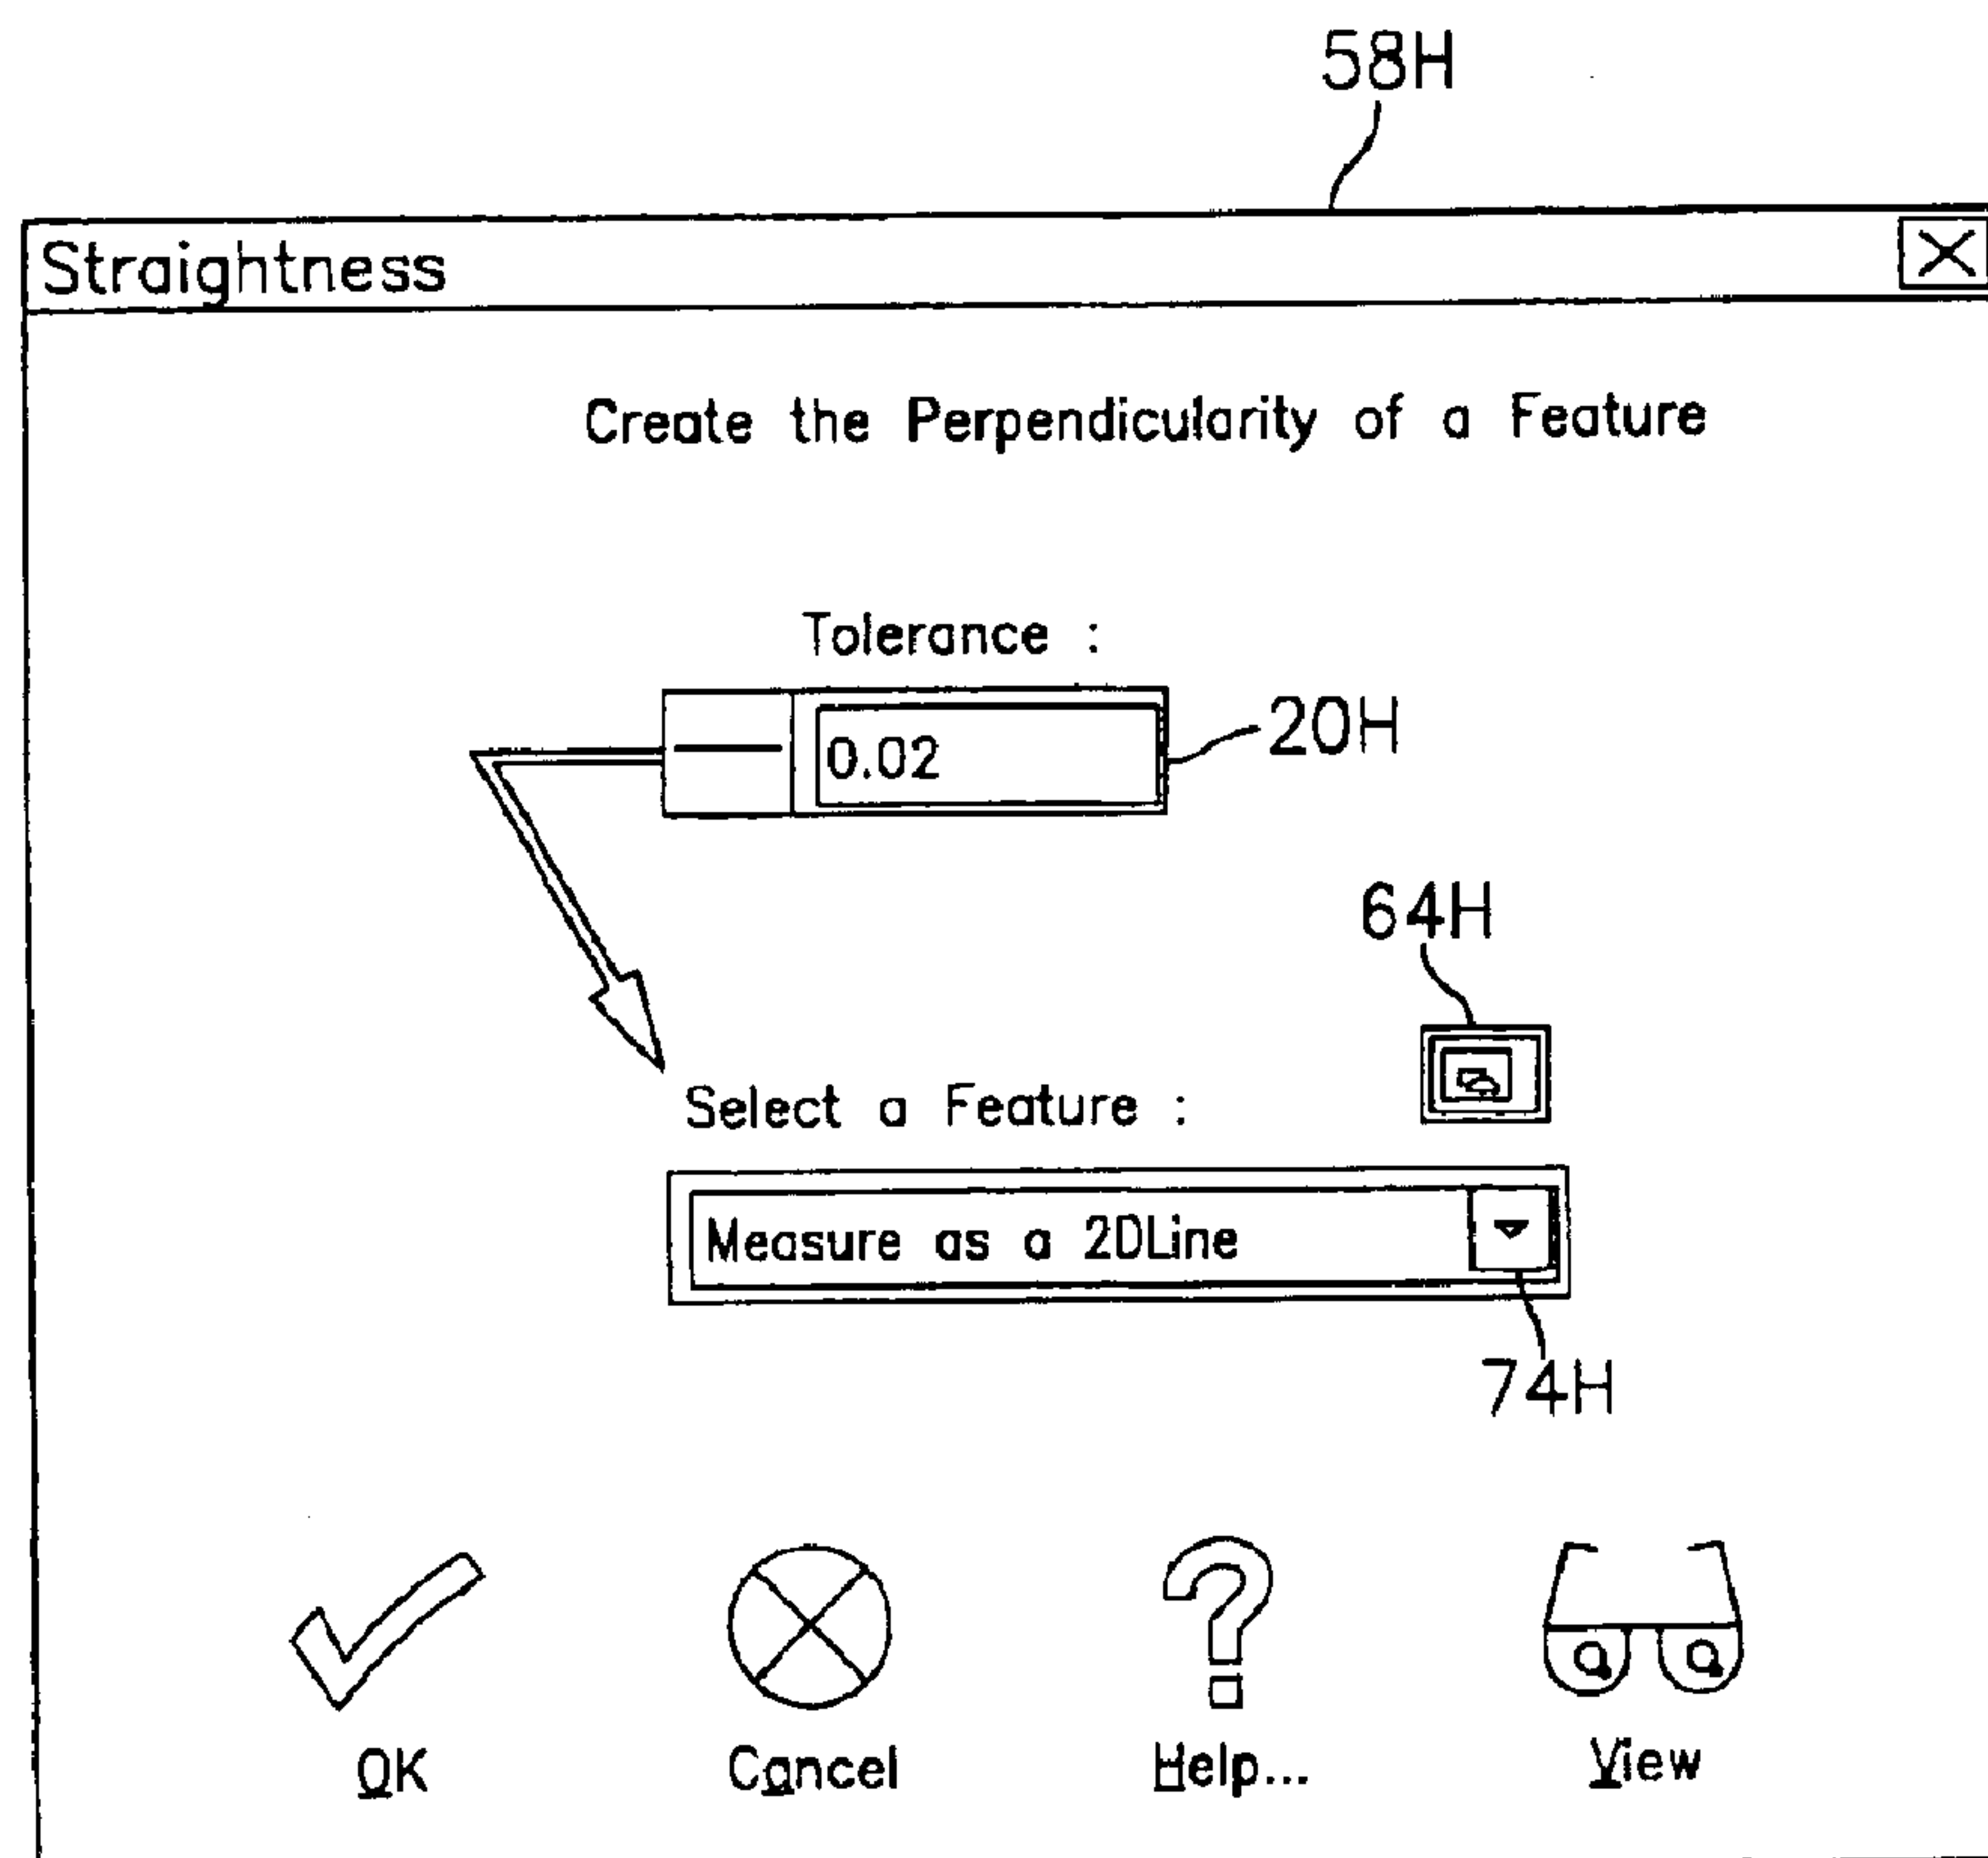 58H
Straightness
Create the Perpendicularity of a Feature
Tolerance :
0.02
20H
64H
Select a Feature :
Measure as a 2DLine
74H
OK Cancel Help... View